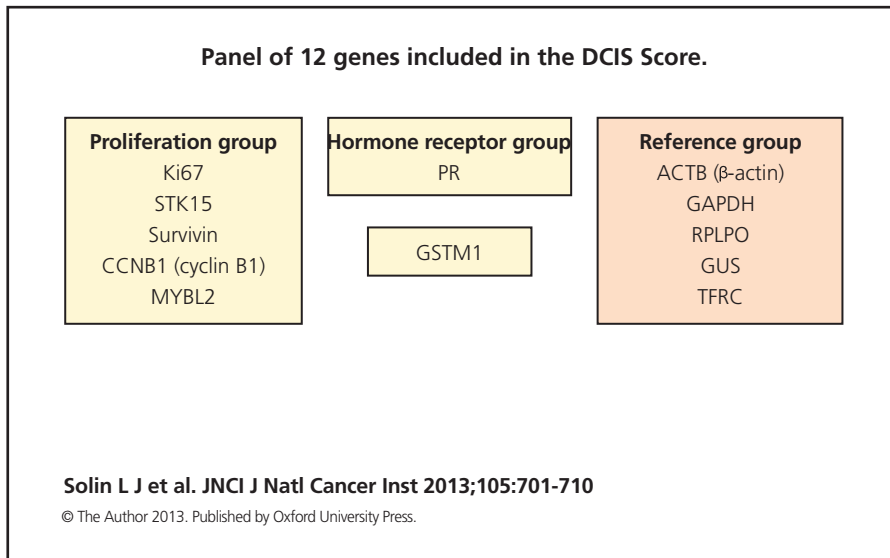 Panel of 12 genes included in the DCIS Score.
Proliferation group
Ki67
STK15
Survivin
CCNB1 (cyclin B1)
MYBL2
Hormone receptor group
PR
GSTM1
Reference group
ACTB (β-actin)
GAPDH
RPLPO
GUS
TFRC
Solin L J et al. JNCI J Natl Cancer Inst 2013;105:701-710
© The Author 2013. Published by Oxford University Press.